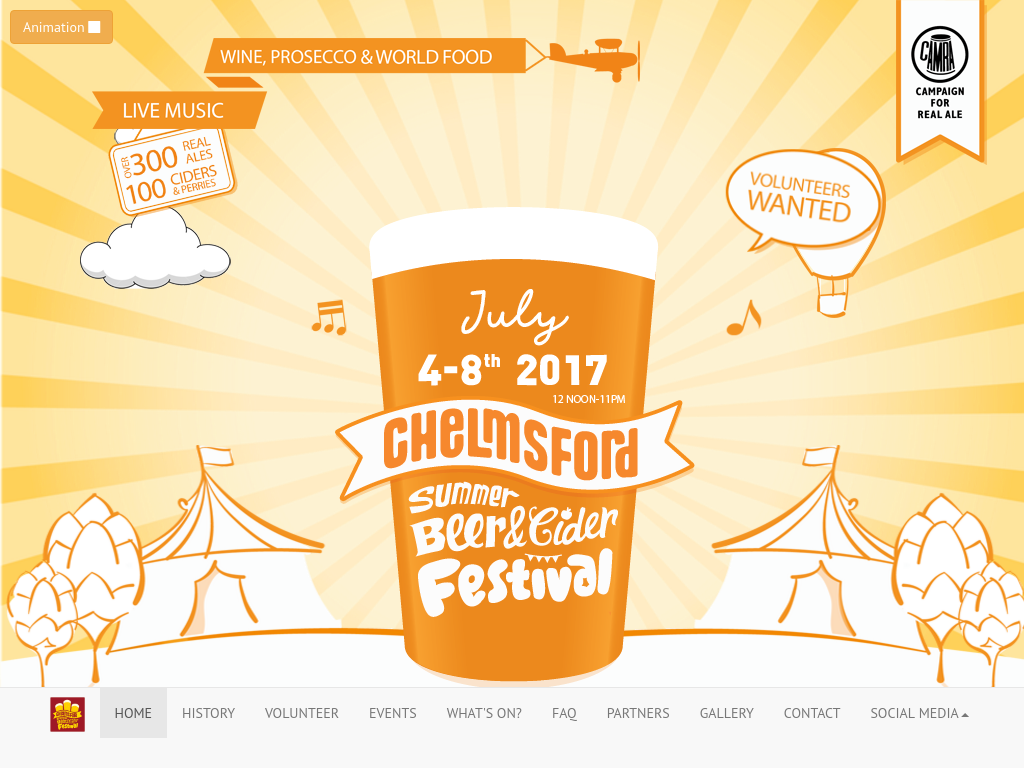 Animation
WINE, PROSECCO & WORLD FOOD
LIVE MUSIC
OVER 300 REAL ALES
100 CIDERS & PERRIES
CAMRA
CAMPAIGN
FOR
REAL ALE
VOLUNTEERS
WANTED
July
4-8th 2017
12 NOON-11PM
CHELMSFORD
Summer
Beer & Cider
Festival
HOME HISTORY VOLUNTEER EVENTS WHAT'S ON? FAQ PARTNERS GALLERY CONTACT SOCIAL MEDIA